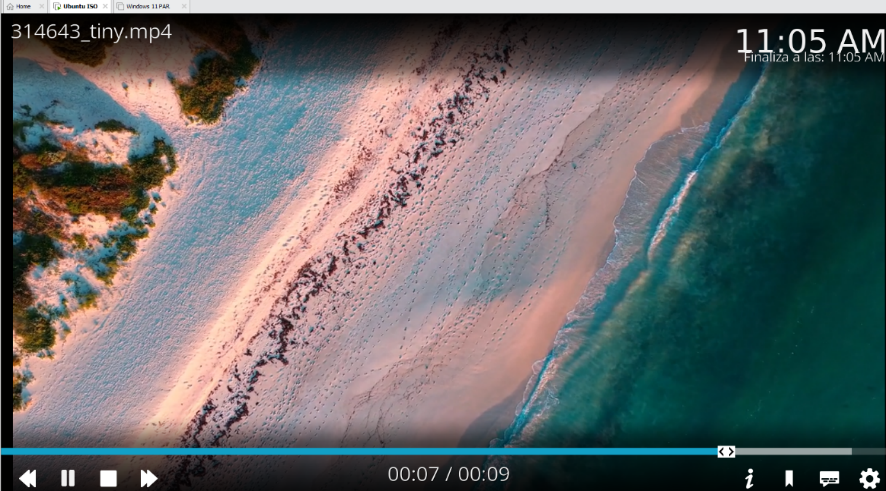 Home
Ubuntu ISO
Windows 11 PAR
314643_tiny.mp4
11:05 AM
Finaliza a las: 11:05 AM
00:07 / 00:09